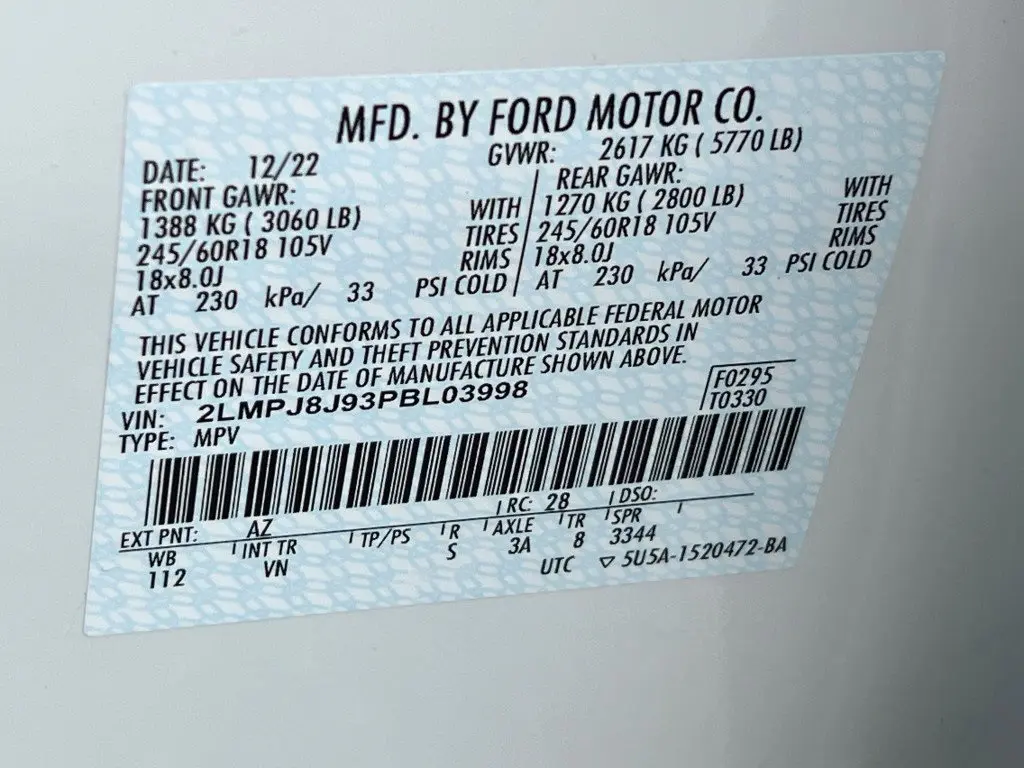 MFD. BY FORD MOTOR CO.
DATE: 12/22 GVWR: 2617 KG ( 5770 LB)
FRONT GAWR: REAR GAWR:
1388 KG ( 3060 LB) WITH 1270 KG ( 2800 LB) WITH
245/60R18 105V TIRES 245/60R18 105V TIRES
18x8.0J RIMS 18x8.0J RIMS
AT 230 kPa/ 33 PSI COLD AT 230 kPa/ 33 PSI COLD
THIS VEHICLE CONFORMS TO ALL APPLICABLE FEDERAL MOTOR
VEHICLE SAFETY AND THEFT PREVENTION STANDARDS IN
EFFECT ON THE DATE OF MANUFACTURE SHOWN ABOVE.
VIN: 2LMPJ8J93PBL03998 F0295
TYPE: MPV T0330
EXT PNT: AZ RC: 28 DSO:
WB INT TR TP/PS R AXLE TR SPR
112 VN S 3A 8 3344
UTC ▽ 5U5A-1520472-BA